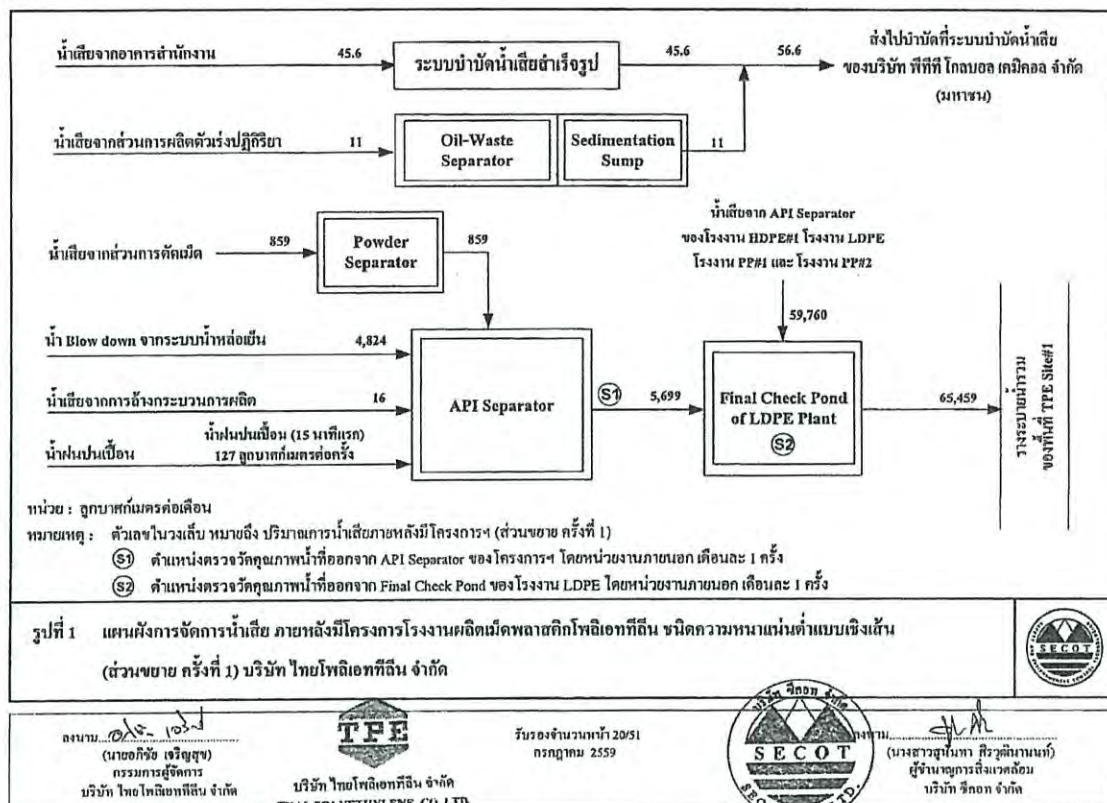 น้ำเสียจากอาคารสำนักงาน
45.6
ระบบบำบัดน้ำเสียสำเร็จรูป
45.6
56.6
ส่งไปบำบัดที่ระบบบำบัดน้ำเสีย
ของบริษัท พีทีที โกลบอล เคมิคอล จำกัด
(มหาชน)
น้ำเสียจากส่วนการผลิตตัวเร่งปฏิกิริยา
11
Oil-Waste
Separator
Sedimentation
Sump
11
น้ำเสียจากส่วนการตัดเม็ด
859
Powder
Separator
859
น้ำเสียจาก API Separator
ของโรงงาน HDPE#1 โรงงาน LDPE
โรงงาน PP#1 และ โรงงาน PP#2
59,760
น้ำ Blow down จากระบบน้ำหล่อเย็น
4,824
น้ำเสียจากการล้างกระบวนการผลิต
16
น้ำฝนปนเปื้อน
น้ำฝนปนเปื้อน (15 นาทีแรก)
127 ลูกบาศก์เมตรต่อครั้ง
API Separator
S1
5,699
Final Check Pond
of LDPE Plant
S2
65,459
รางระบายน้ำรวม
ของพื้นที่ TPE Site#1
หน่วย : ลูกบาศก์เมตรต่อเดือน
หมายเหตุ : ตัวเลขในวงเล็บ หมายถึง ปริมาณการน้ำเสียภายหลังมีโครงการฯ (ส่วนขยาย ครั้งที่ 1)
S1 ตำแหน่งตรวจวัดคุณภาพน้ำที่ออกจาก API Separator ของโครงการฯ โดยหน่วยงานภายนอก เดือนละ 1 ครั้ง
S2 ตำแหน่งตรวจวัดคุณภาพน้ำที่ออกจาก Final Check Pond ของโรงงาน LDPE โดยหน่วยงานภายนอก เดือนละ 1 ครั้ง
รูปที่ 1 แผนผังการจัดการน้ำเสีย ภายหลังมีโครงการโรงงานผลิตเม็ดพลาสติกโพลิเอททีลีน ชนิดความหนาแน่นต่ำแบบเชิงเส้น
(ส่วนขยาย ครั้งที่ 1) บริษัท ไทยโพลิเอททีลีน จำกัด
SECOT
ลงนาม
(นายอภิชัย เจริญสุข)
กรรมการผู้จัดการ
บริษัท ไทยโพลิเอททีลีน จำกัด
TPE
บริษัท ไทยโพลิเอททีลีน จำกัด
THAI POLYETHYLENE CO.,LTD.
รับรองจำนวนหน้า 20/51
กรกฎาคม 2559
บริษัท ซีคอท จำกัด
SECOT
ลงนาม
ผู้ชำนาญการสิ่งแวดล้อม
บริษัท ซีคอท จำกัด